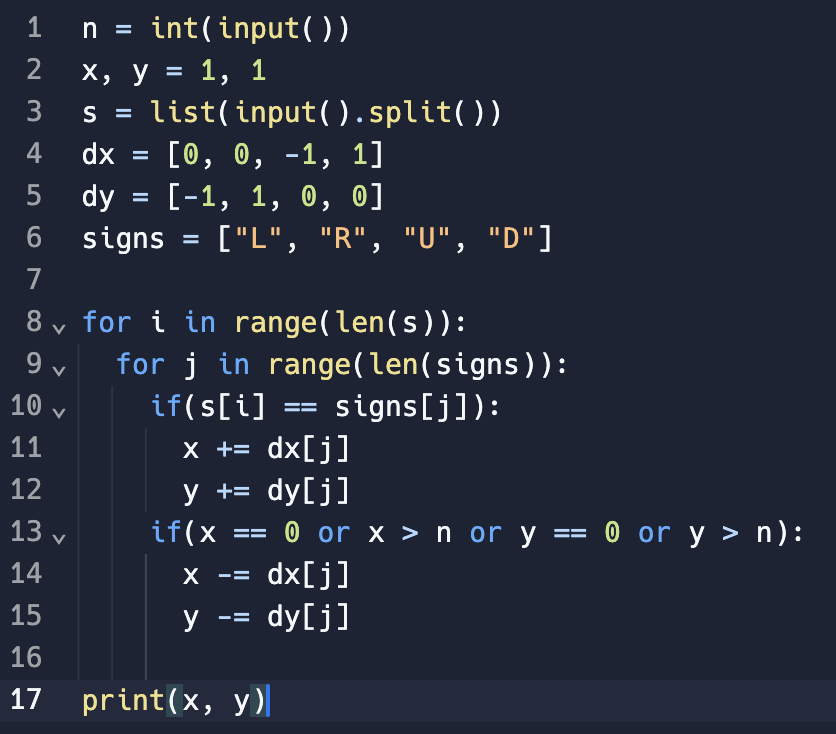 1 n = int(input())
2 x, y = 1, 1
3 s = list(input().split())
4 dx = [0, 0, -1, 1]
5 dy = [-1, 1, 0, 0]
6 signs = ["L", "R", "U", "D"]
7
8 for i in range(len(s)):
9   for j in range(len(signs)):
10     if(s[i] == signs[j]):
11       x += dx[j]
12       y += dy[j]
13     if(x == 0 or x > n or y == 0 or y > n):
14       x -= dx[j]
15       y -= dy[j]
16
17 print(x, y)